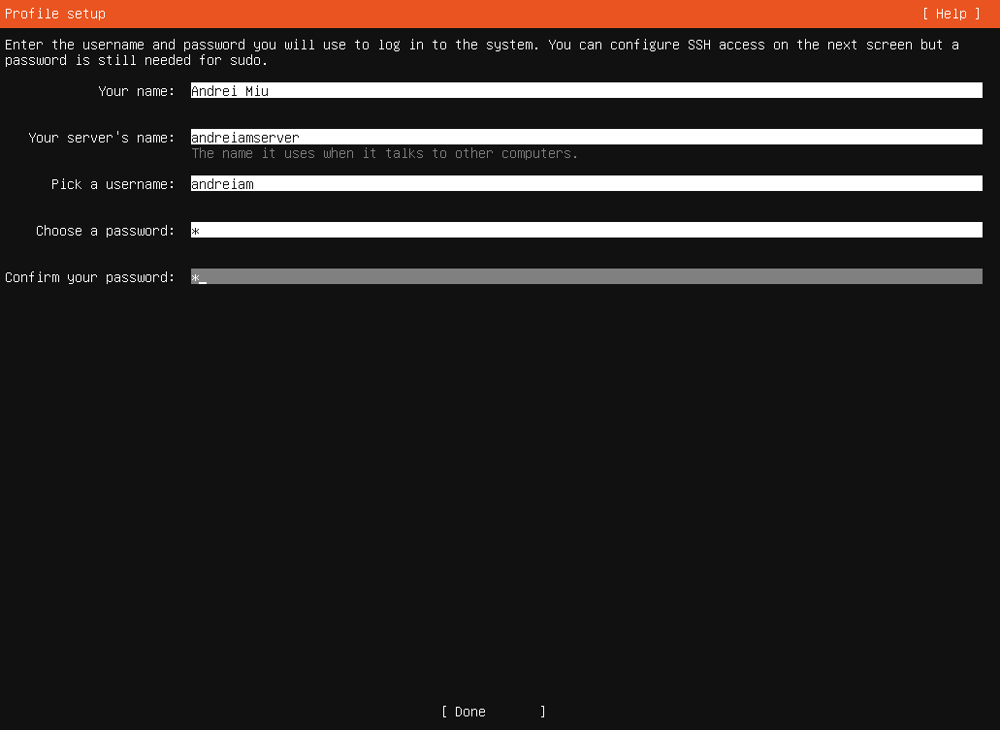 Profile setup [ Help ]
Enter the username and password you will use to log in to the system. You can configure SSH access on the next screen but a
password is still needed for sudo.
Your name: Andrei Miu
Your server's name: andreiamserver
The name it uses when it talks to other computers.
Pick a username: andreiam
Choose a password: *
Confirm your password: *_
[ Done ]